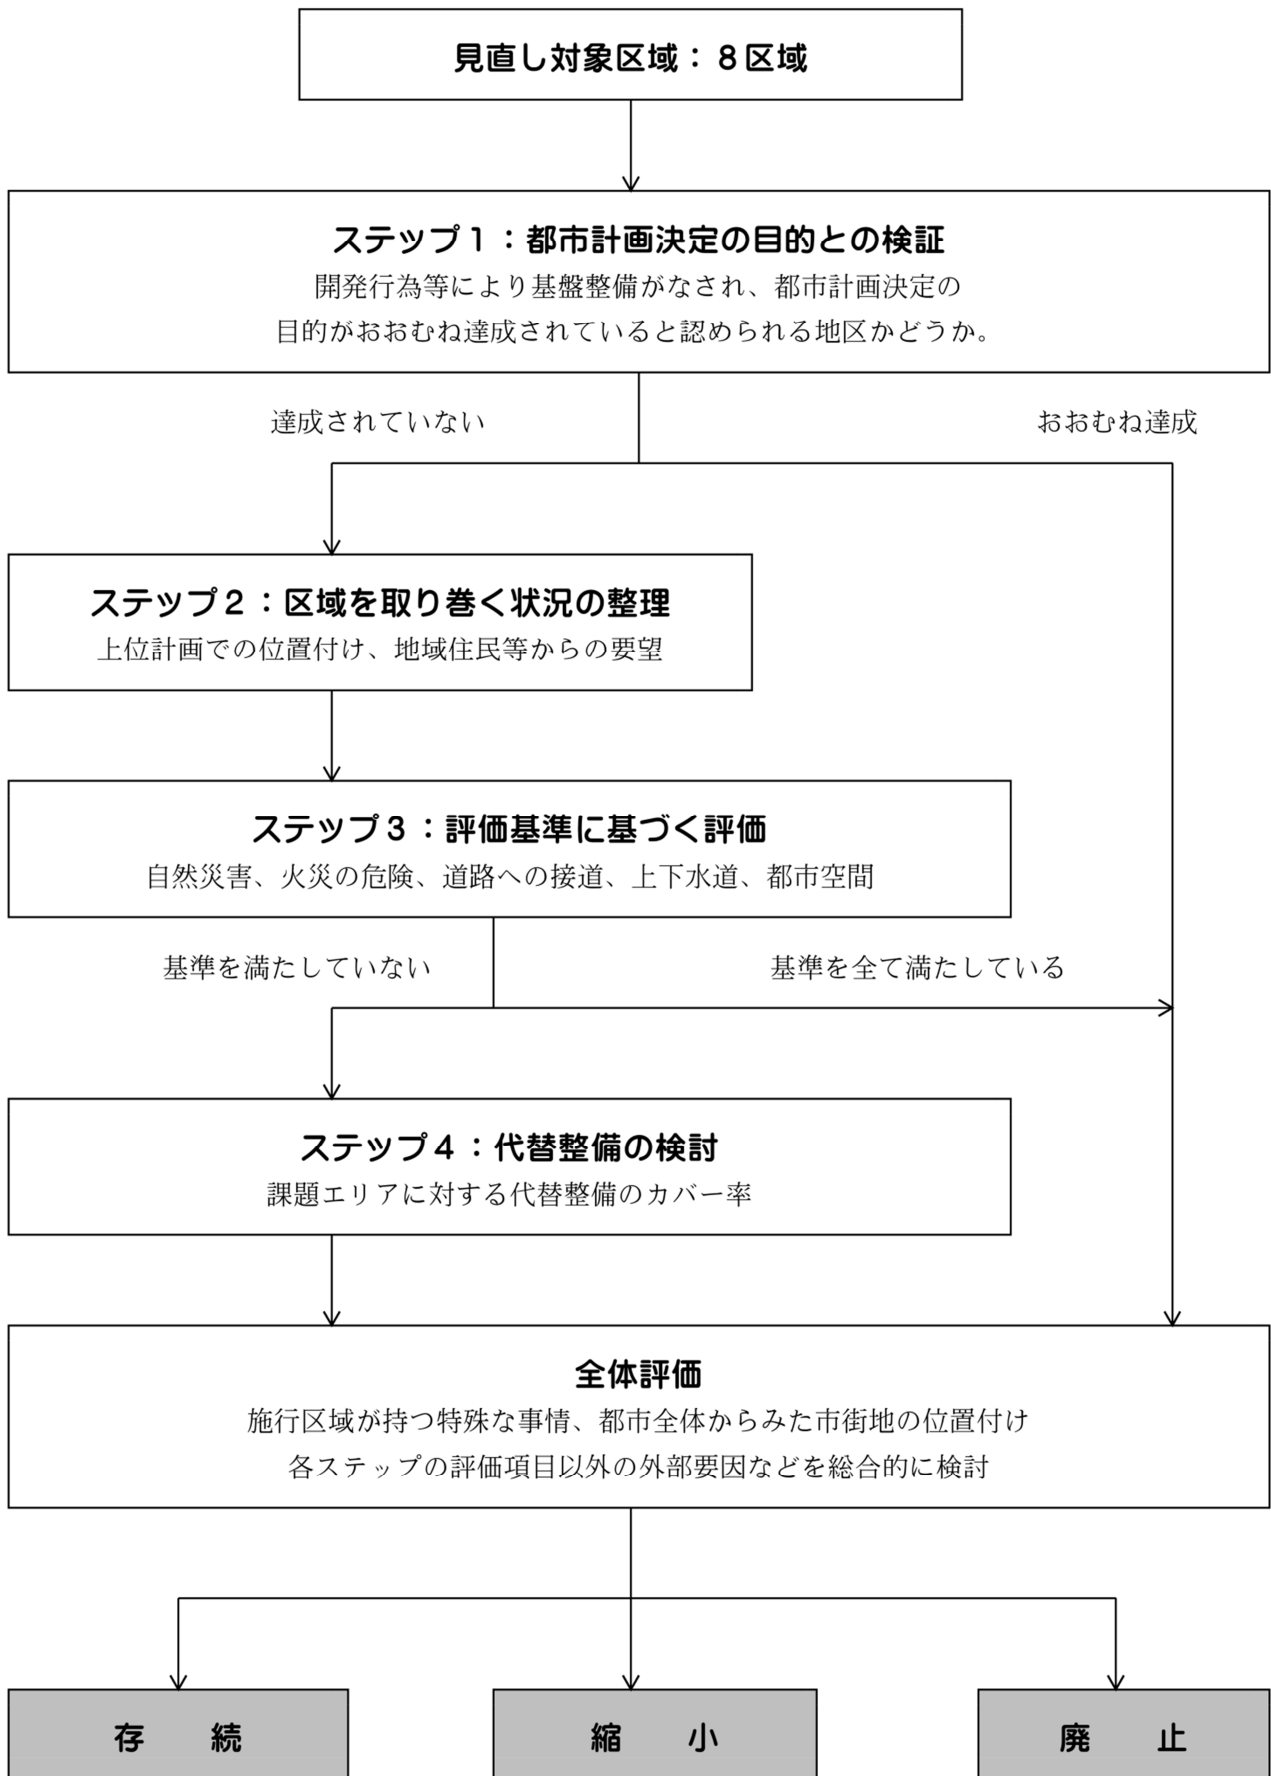 見直し対象区域：８区域
ステップ１：都市計画決定の目的との検証
開発行為等により基盤整備がなされ、都市計画決定の
目的がおおむね達成されていると認められる地区かどうか。
達成されていない
おおむね達成
ステップ２：区域を取り巻く状況の整理
上位計画での位置付け、地域住民等からの要望
ステップ３：評価基準に基づく評価
自然災害、火災の危険、道路への接道、上下水道、都市空間
基準を満たしていない
基準を全て満たしている
ステップ４：代替整備の検討
課題エリアに対する代替整備のカバー率
全体評価
施行区域が持つ特殊な事情、都市全体からみた市街地の位置付け
各ステップの評価項目以外の外部要因などを総合的に検討
存　　続
縮　　小
廃　　止